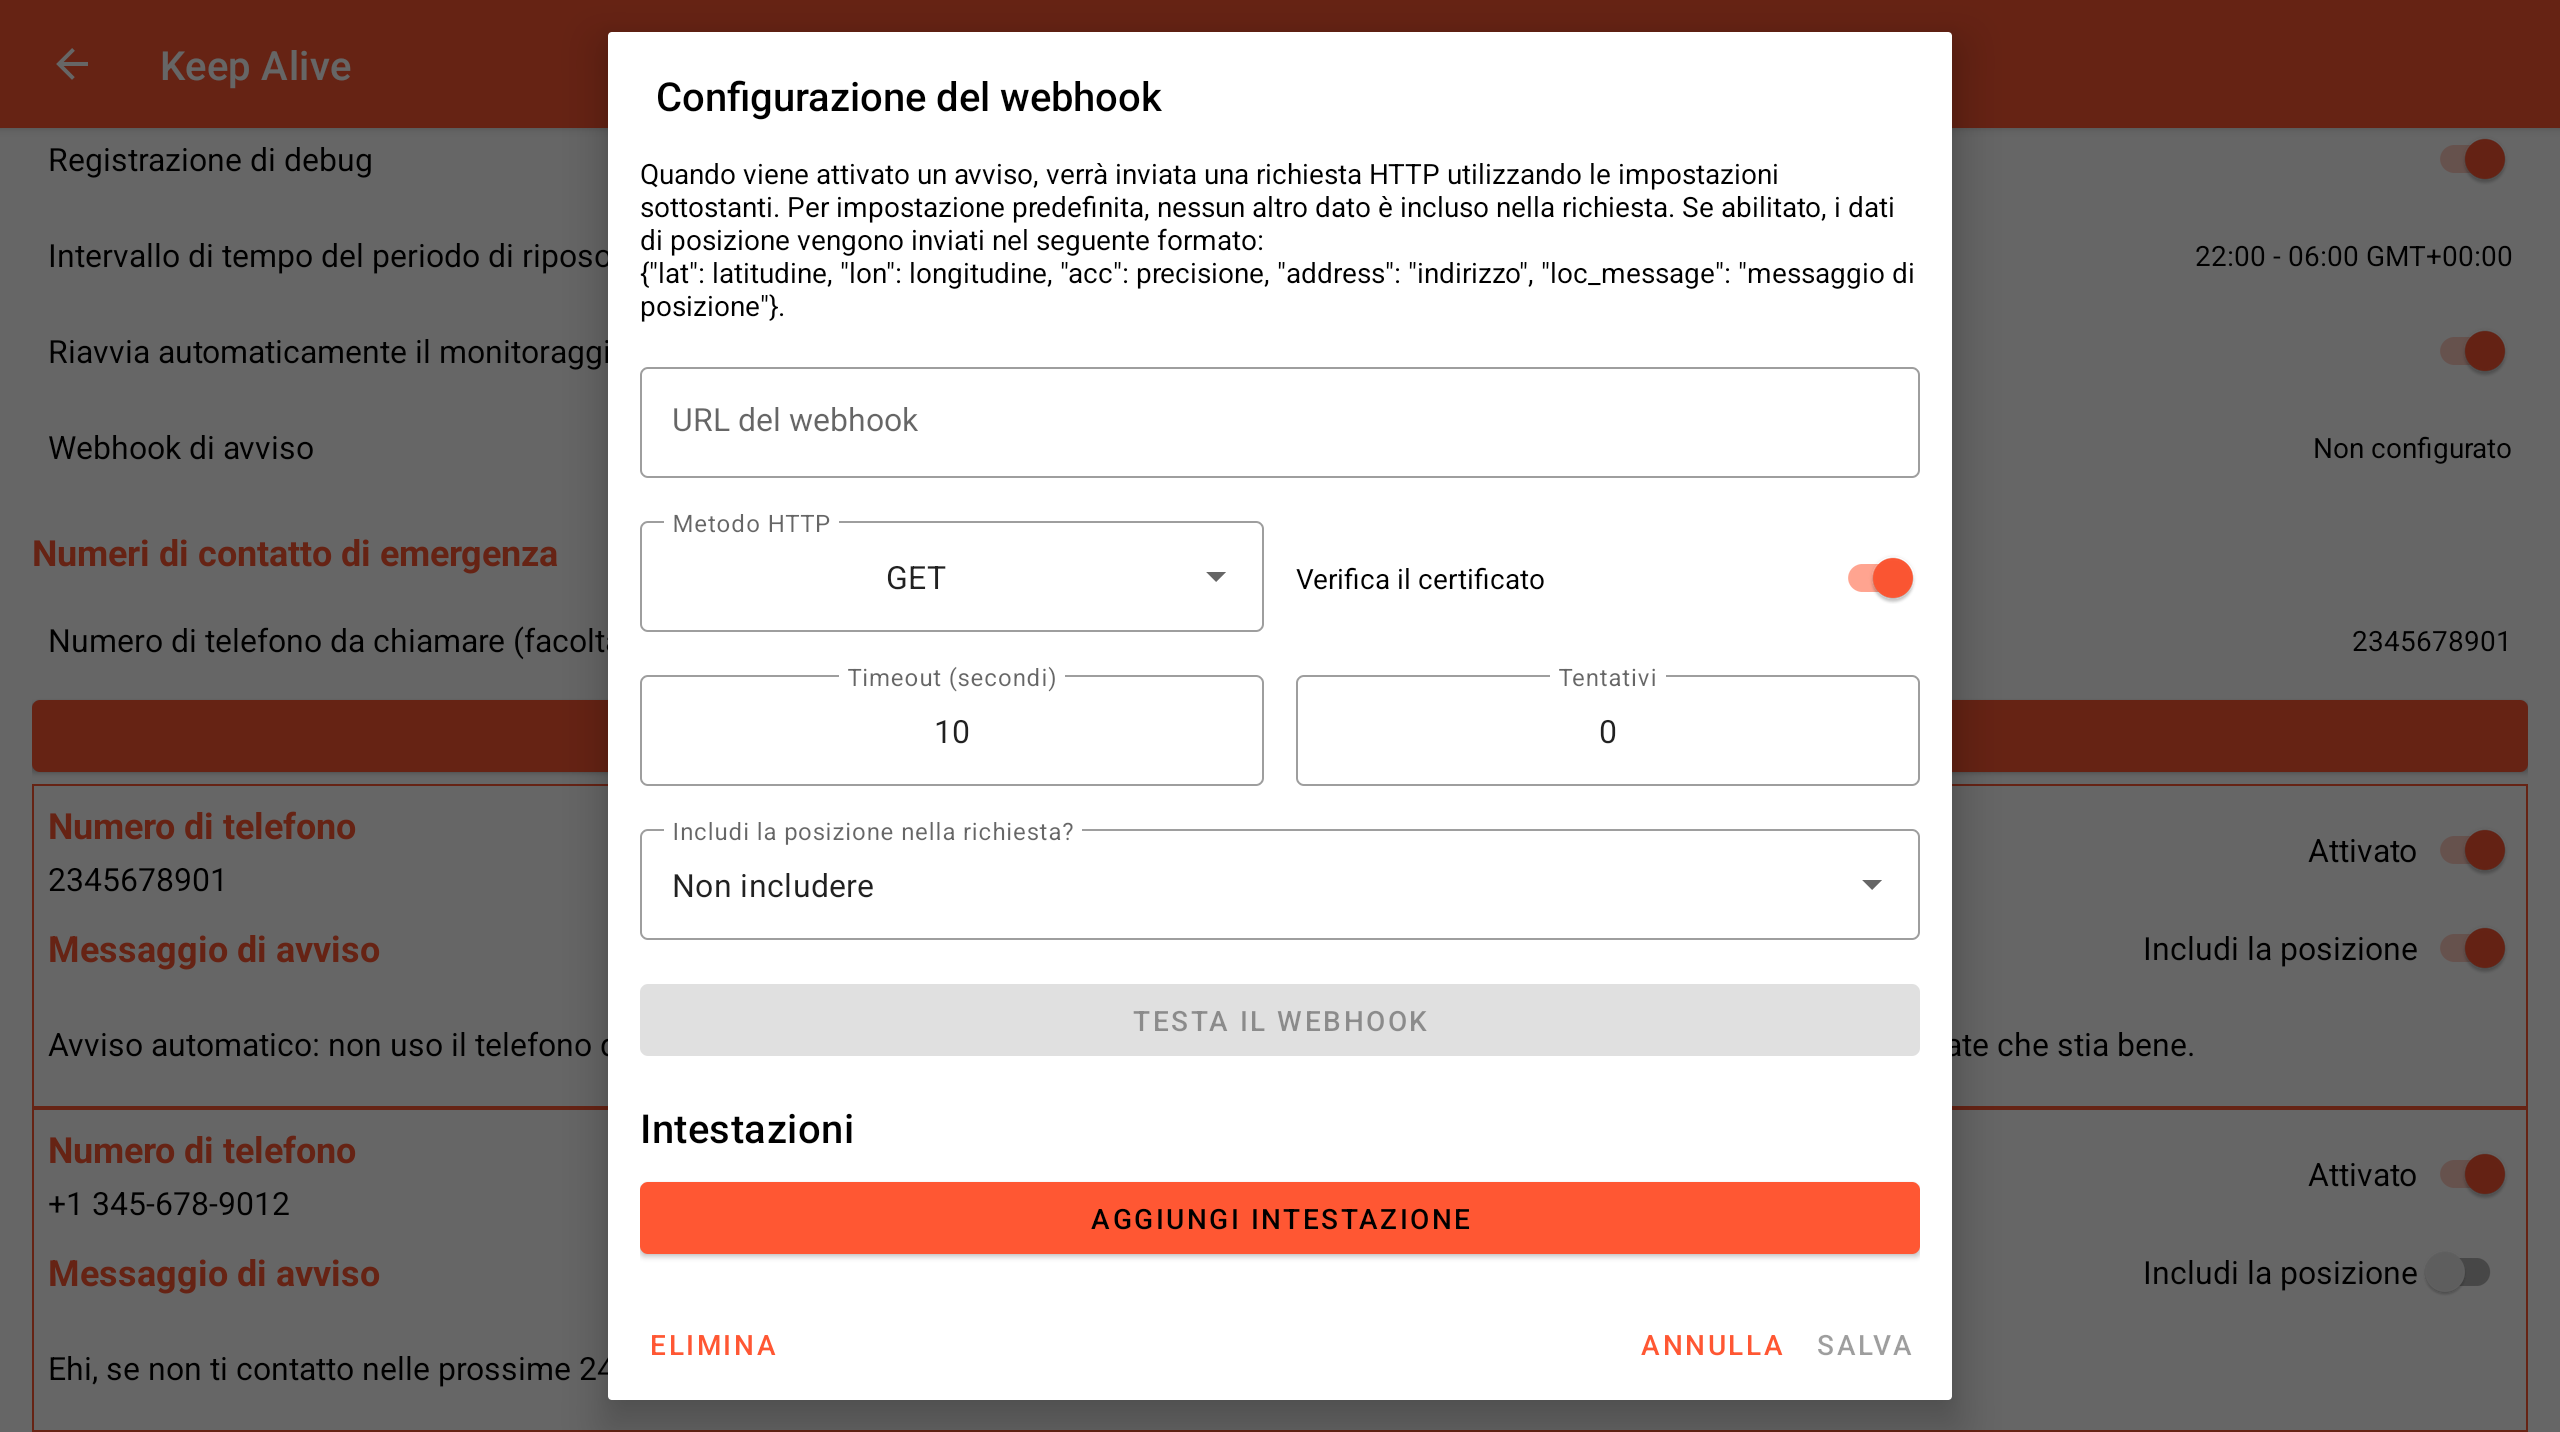 Keep Alive
Registrazione di debug
Intervallo di tempo del periodo di riposo
22:00 - 06:00 GMT+00:00
Riavvia automaticamente il
Webhook di avviso
Non configurato
Numeri di contatto di emergenza
Numero di telefono da chiamare
2345678901
Numero di telefono
2345678901
Attivato
Messaggio di avviso
Includi la posizione
Avviso automatico: non uso il telefono
che stia bene.
Numero di telefono
+1 345-678-9012
Attivato
Messaggio di avviso
Includi la posizione
Ehi, se non ti contatto nelle prossime
Configurazione del webhook
Quando viene attivato un avviso, verrà inviata una richiesta HTTP utilizzando le impostazioni
sottostanti. Per impostazione predefinita, nessun altro dato è incluso nella richiesta. Se abilitato, i dati
di posizione vengono inviati nel seguente formato:
{"lat": latitudine, "lon": longitudine, "acc": precisione, "address": "indirizzo", "loc_message": "messaggio di
posizione"}.
URL del webhook
Metodo HTTP
GET
Verifica il certificato
Timeout (secondi)
10
Tentativi
0
Includi la posizione nella richiesta?
Non includere
TESTA IL WEBHOOK
Intestazioni
AGGIUNGI INTESTAZIONE
ELIMINA
ANNULLA
SALVA